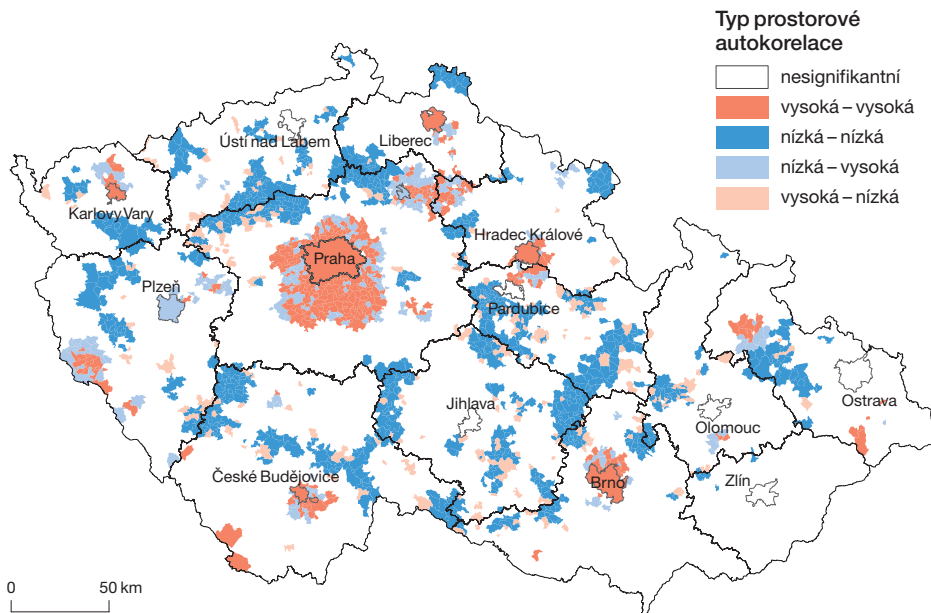 Typ prostorové
autokorelace
nesignifikantní
vysoká – vysoká
nízká – nízká
nízká – vysoká
vysoká – nízká
Ústí nad Labem
Liberec
Karlovy Vary
Hradec Králové
Praha
Plzeň
Pardubice
Jihlava
Ostrava
Olomouc
České Budějovice
Brno
Zlín
0 50 km